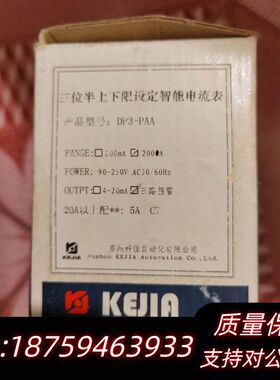 三位半上下限设定智能电流表
产品型号: DP3-PAA
RANGE: 200mA 2000A
POWER: 90-250V AC50/60Hz
OUTPT: 4-20mA 三路报警
20A以上配**: 5A CT
苏州科佳自动化有限公司
Suzhou KEJIA Automation Co., Ltd.
KEJIA
质量保
:18759463933
支持对公